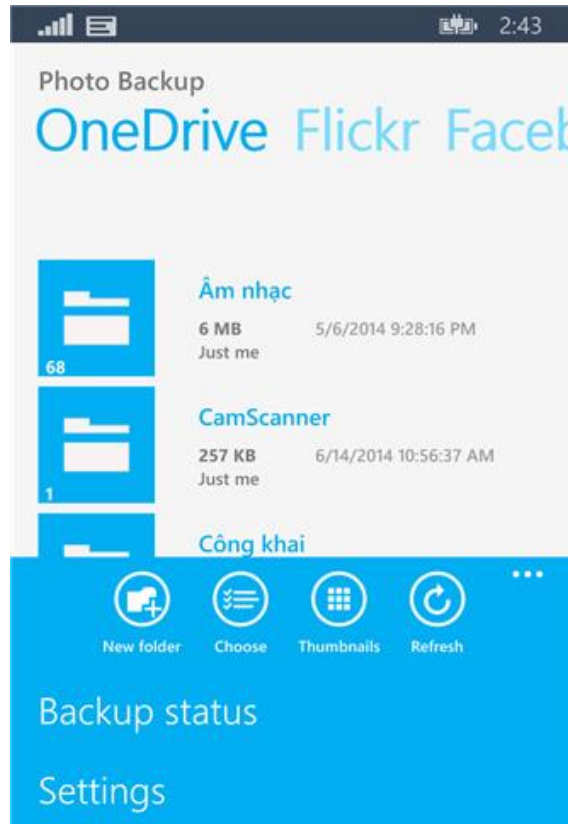 2:43
Photo Backup
OneDrive Flickr Faceb
Âm nhạc
6 MB 5/6/2014 9:28:16 PM
Just me
68
CamScanner
257 KB 6/14/2014 10:56:37 AM
Just me
1
Công khai
New folder Choose Thumbnails Refresh
Backup status
Settings